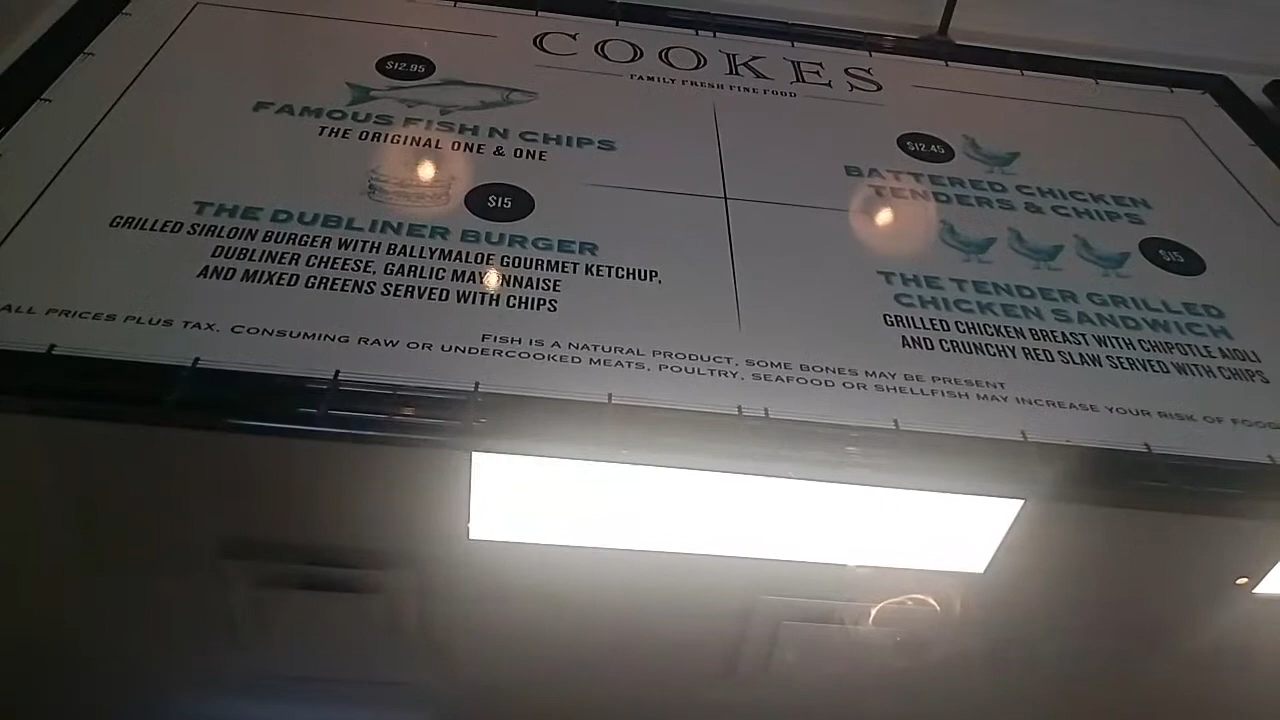 COOKES
FAMILY FRESH FINE FOOD
$12.95
FAMOUS FISH N CHIPS
THE ORIGINAL ONE & ONE
$15
THE DUBLINER BURGER
GRILLED SIRLOIN BURGER WITH BALLYMALOE GOURMET KETCHUP,
DUBLINER CHEESE, GARLIC MAYONNAISE
AND MIXED GREENS SERVED WITH CHIPS
$12.45
BATTERED CHICKEN
TENDERS & CHIPS
$15
THE TENDER GRILLED
CHICKEN SANDWICH
GRILLED CHICKEN BREAST WITH CHIPOTLE AIOLI
AND CRUNCHY RED SLAW SERVED WITH CHIPS
FISH IS A NATURAL PRODUCT, SOME BONES MAY BE PRESENT
ALL PRICES PLUS TAX. CONSUMING RAW OR UNDERCOOKED MEATS, POULTRY, SEAFOOD OR SHELLFISH MAY INCREASE YOUR RISK OF FOOD